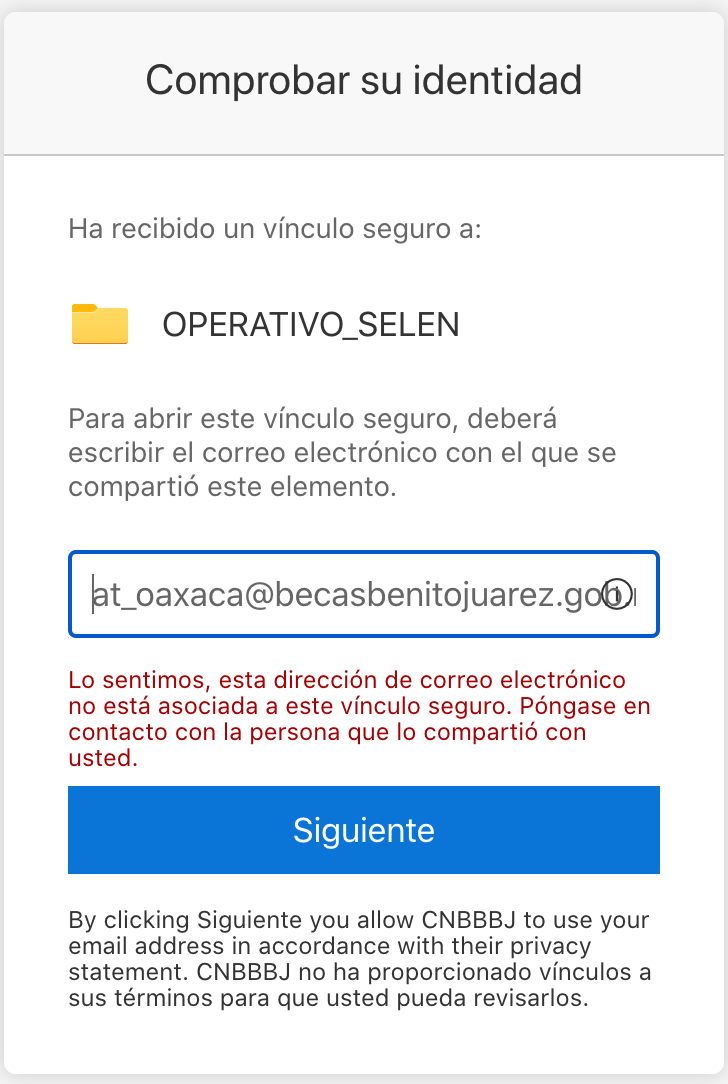 Comprobar su identidad
Ha recibido un vínculo seguro a:
OPERATIVO_SELEN
Para abrir este vínculo seguro, deberá
escribir el correo electrónico con el que se
compartió este elemento.
at_oaxaca@becasbenitojuarez.gob.
Lo sentimos, esta dirección de correo electrónico
no está asociada a este vínculo seguro. Póngase en
contacto con la persona que lo compartió con
usted.
Siguiente
By clicking Siguiente you allow CNBBBJ to use your
email address in accordance with their privacy
statement. CNBBBJ no ha proporcionado vínculos a
sus términos para que usted pueda revisarlos.